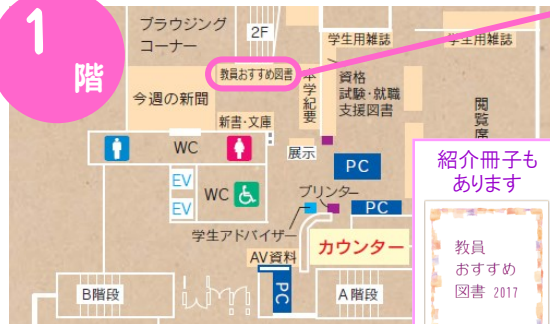 1
階
ブラウジング
コーナー
2F
学生用雑誌
学生用雑誌
教員おすすめ図書
本学紀要
資格
試験・就職
支援図書
今週の新聞
新書・文庫
閲覧席
WC
展示
PC
EV
EV
WC
プリンター
PC
学生アドバイザー
カウンター
AV資料
PC
B階段
A階段
紹介冊子も
あります
教員
おすすめ
図書 2017